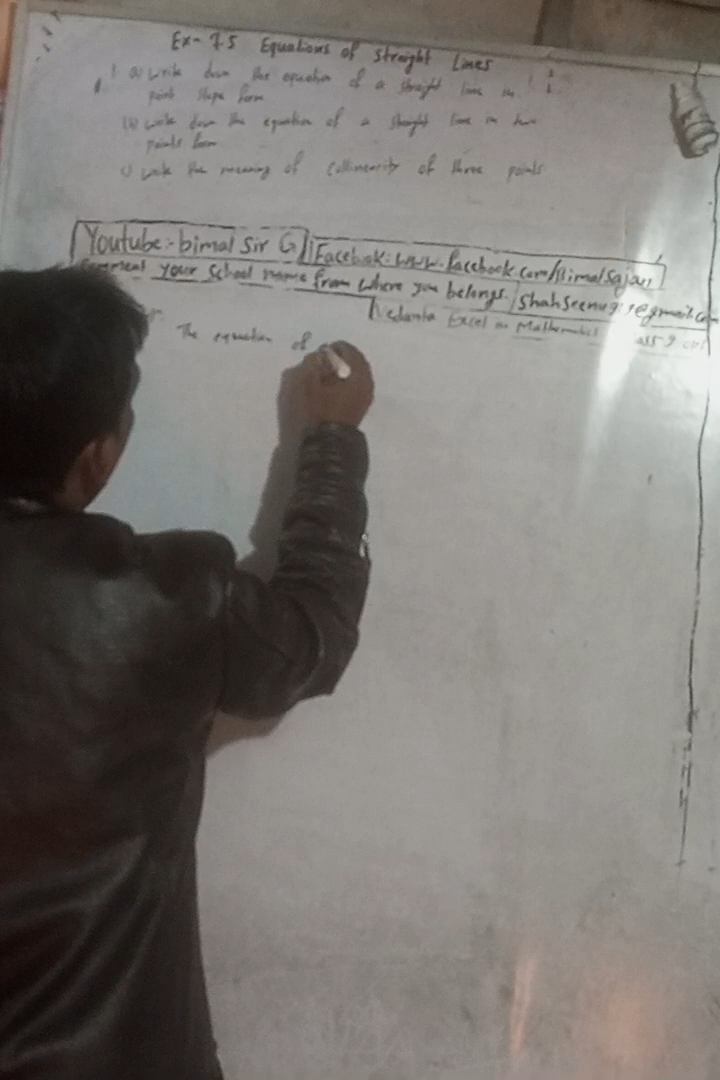 Ex- 7.5 Equations of Straight Lines
1 a) Write down the equation of a straight line in
point slope form
(b) Write down the equation of a straight line in two
points form
c) Write the meaning of Collinearity of three points
Youtube:- bimal Sir G Facebook: www.facebook.com/Bimalsajan
Comment your School name from where you belongs.
Vedanta Excel in Mathematics
The equation of